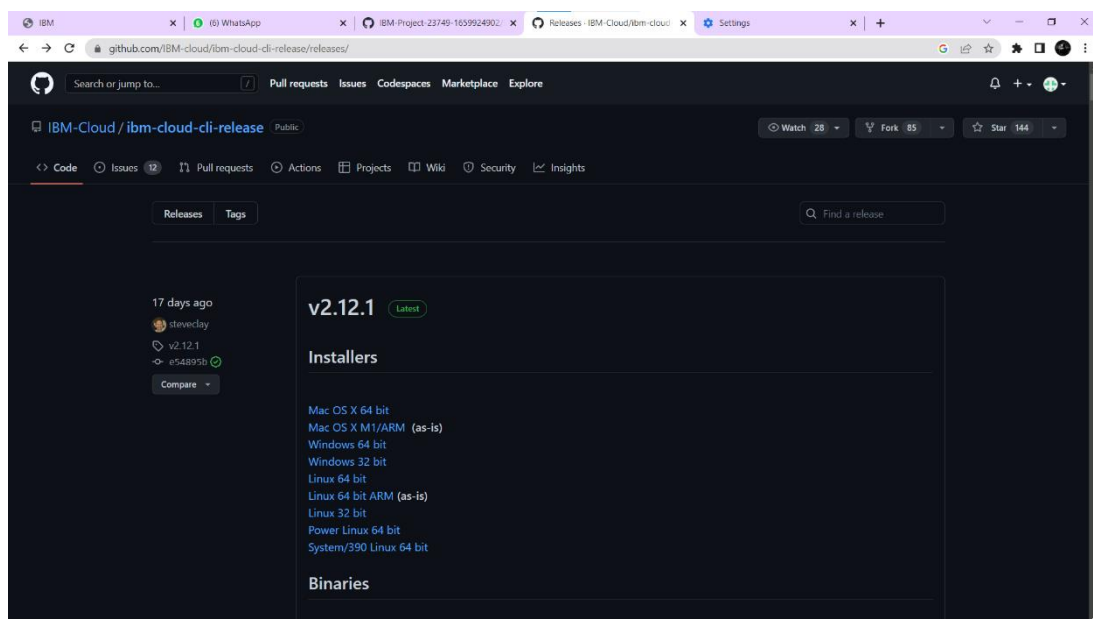 IBM
(6) WhatsApp
IBM-Project-23749-1659924902
Releases · IBM-Cloud/ibm-cloud
Settings
github.com/IBM-cloud/ibm-cloud-cli-release/releases/
Search or jump to... /
Pull requests Issues Codespaces Marketplace Explore
IBM-Cloud / ibm-cloud-cli-release Public
Watch 28
Fork 85
Star 144
<> Code Issues 12 Pull requests Actions Projects Wiki Security Insights
Releases Tags
Find a release
17 days ago
steveclay
v2.12.1
e54895b
Compare
v2.12.1 Latest
Installers
Mac OS X 64 bit
Mac OS X M1/ARM (as-is)
Windows 64 bit
Windows 32 bit
Linux 64 bit
Linux 64 bit ARM (as-is)
Linux 32 bit
Power Linux 64 bit
System/390 Linux 64 bit
Binaries